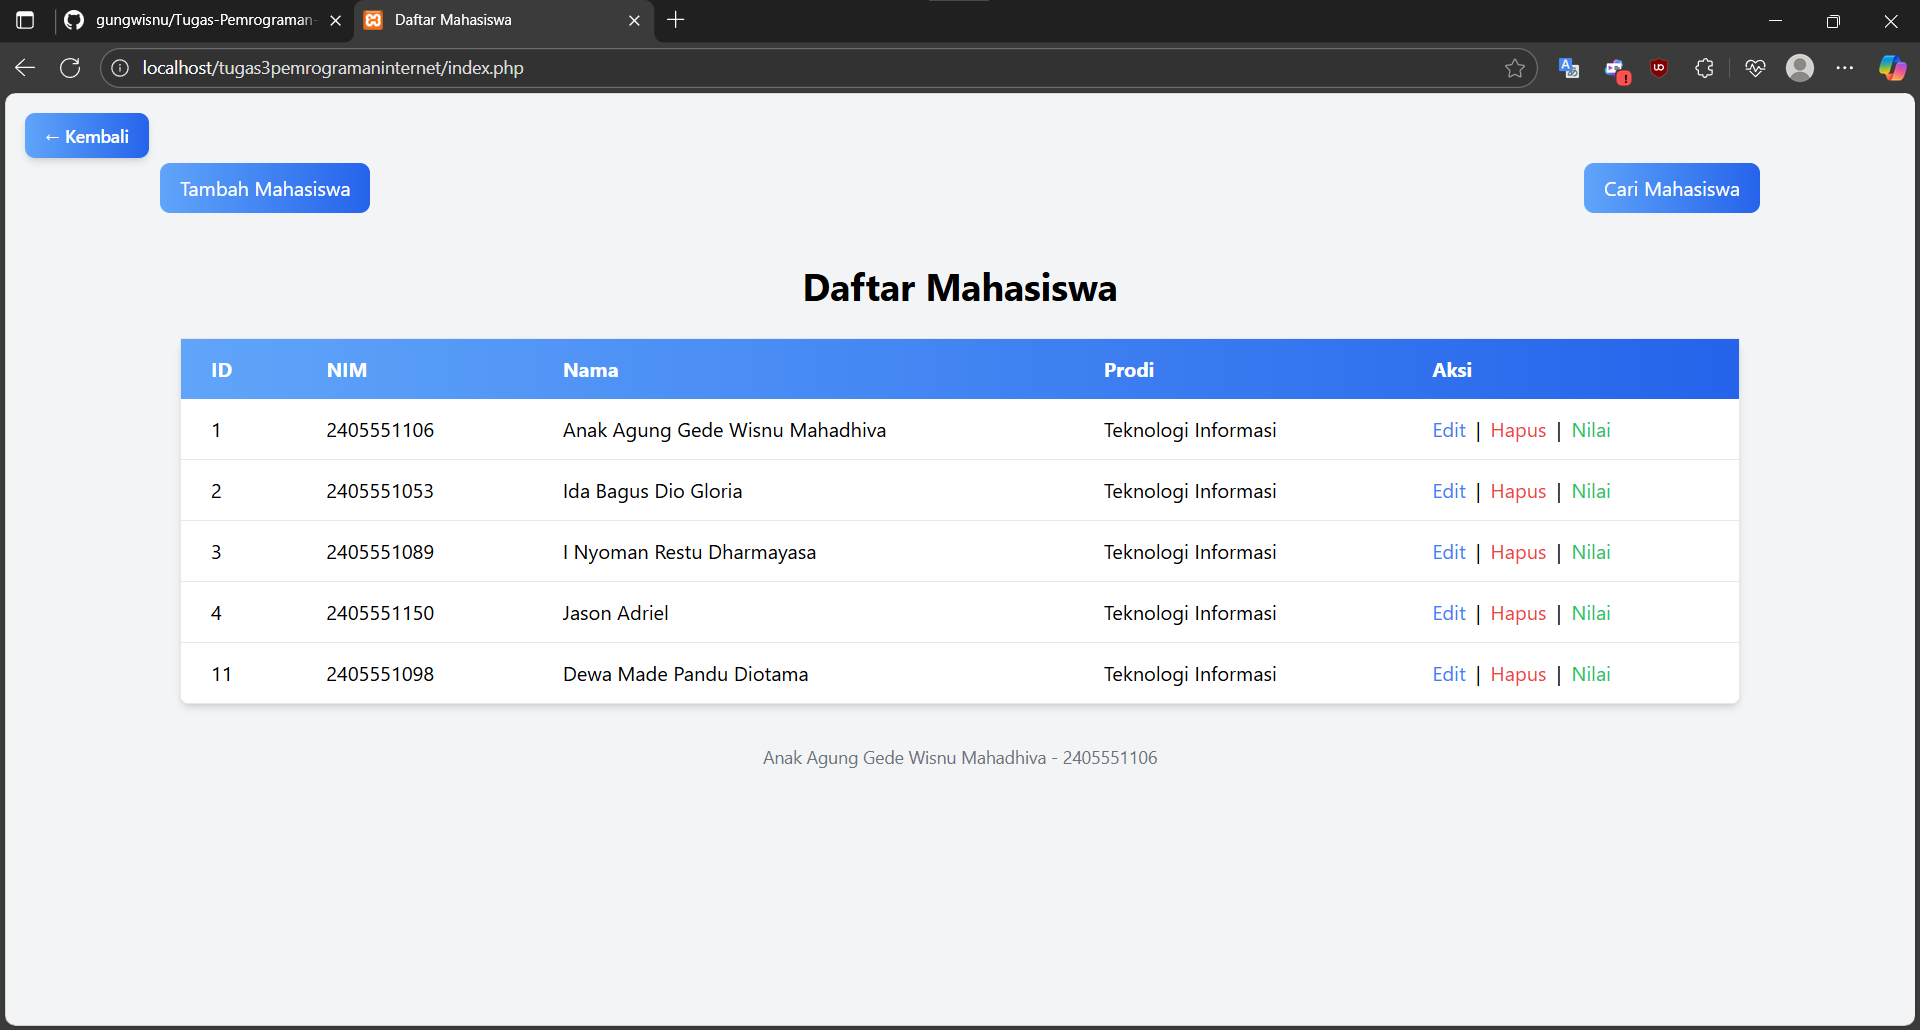 gungwisnu/Tugas-Pemrograman-
Daftar Mahasiswa
localhost/tugas3pemrogramaninternet/index.php
← Kembali
Tambah Mahasiswa
Cari Mahasiswa
Daftar Mahasiswa
ID NIM Nama Prodi Aksi
1 2405551106 Anak Agung Gede Wisnu Mahadhiva Teknologi Informasi Edit | Hapus | Nilai
2 2405551053 Ida Bagus Dio Gloria Teknologi Informasi Edit | Hapus | Nilai
3 2405551089 I Nyoman Restu Dharmayasa Teknologi Informasi Edit | Hapus | Nilai
4 2405551150 Jason Adriel Teknologi Informasi Edit | Hapus | Nilai
11 2405551098 Dewa Made Pandu Diotama Teknologi Informasi Edit | Hapus | Nilai
Anak Agung Gede Wisnu Mahadhiva - 2405551106